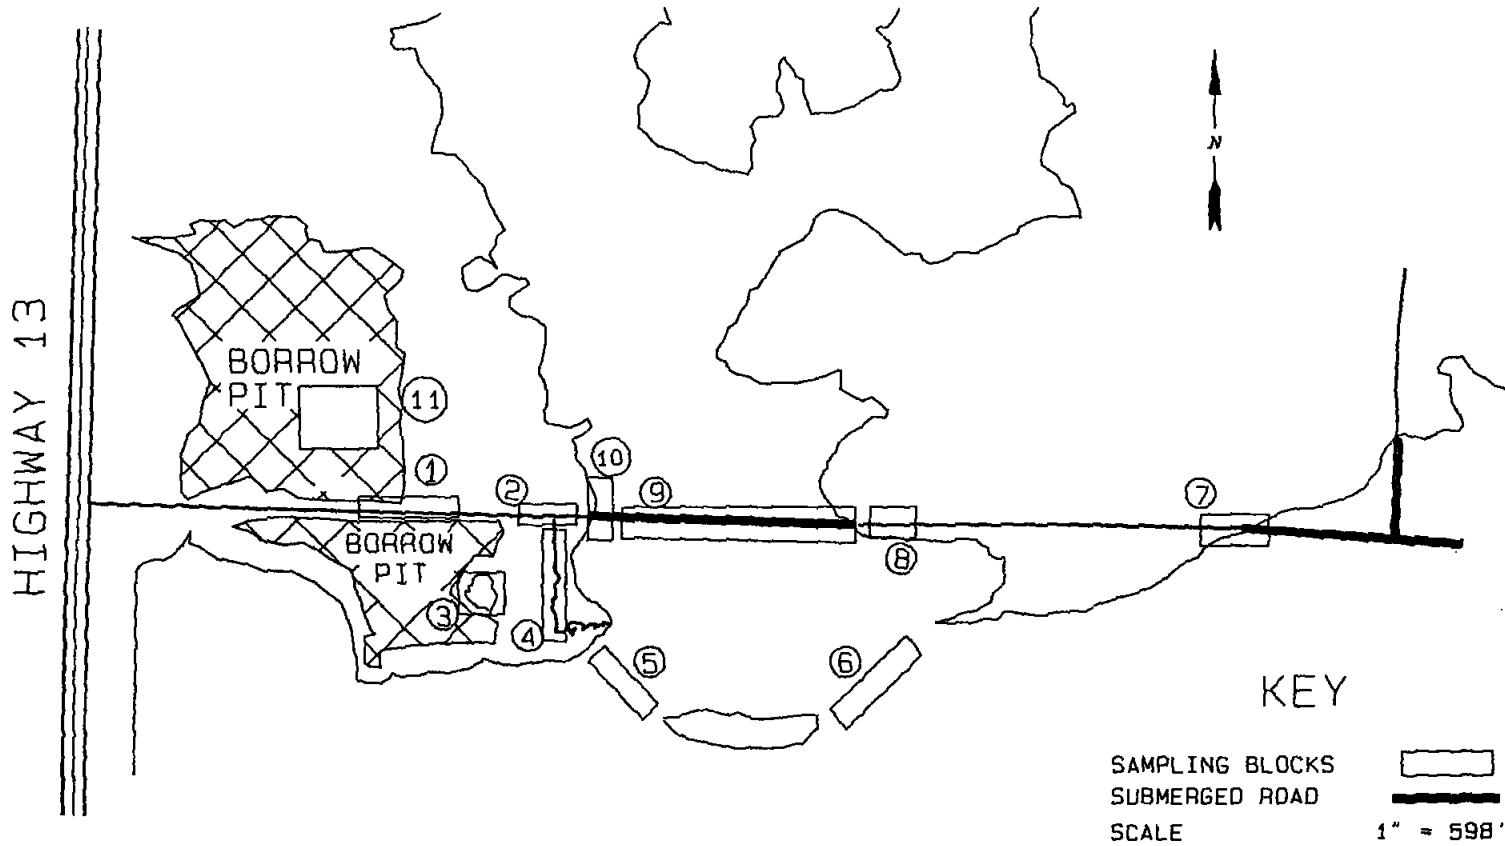 N
HIGHWAY 13
BORROW
PIT
11
1
2
10
9
7
BORROW
PIT
8
3
4
5
6
KEY
SAMPLING BLOCKS
SUBMERGED ROAD
SCALE 1" = 598'